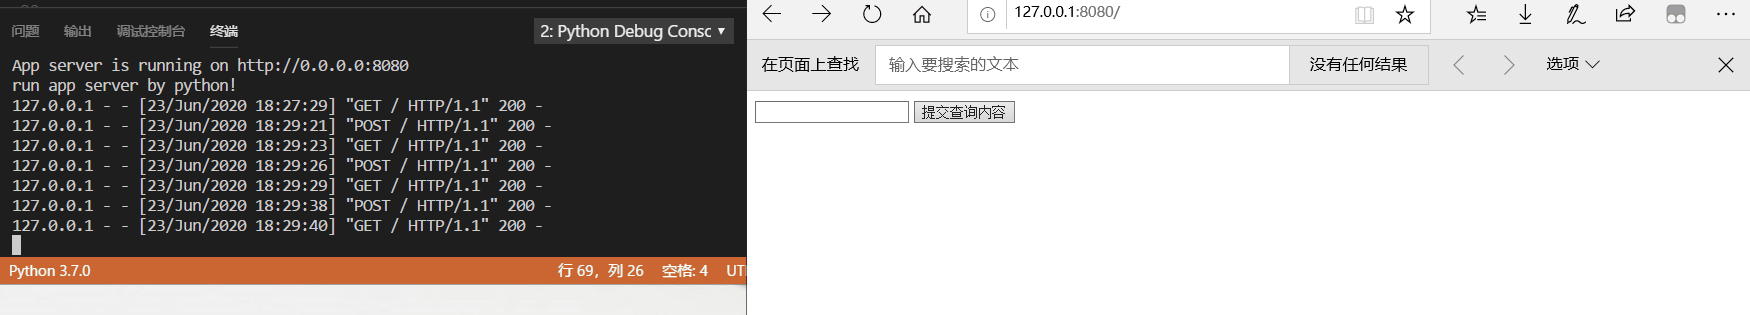 问题 输出 调试控制台 终端 2: Python Debug Consc
App server is running on http://0.0.0.0:8080
run app server by python!
127.0.0.1 - - [23/Jun/2020 18:27:29] "GET / HTTP/1.1" 200 -
127.0.0.1 - - [23/Jun/2020 18:29:21] "POST / HTTP/1.1" 200 -
127.0.0.1 - - [23/Jun/2020 18:29:23] "GET / HTTP/1.1" 200 -
127.0.0.1 - - [23/Jun/2020 18:29:26] "POST / HTTP/1.1" 200 -
127.0.0.1 - - [23/Jun/2020 18:29:29] "GET / HTTP/1.1" 200 -
127.0.0.1 - - [23/Jun/2020 18:29:38] "POST / HTTP/1.1" 200 -
127.0.0.1 - - [23/Jun/2020 18:29:40] "GET / HTTP/1.1" 200 -
Python 3.7.0 行 69，列 26 空格: 4 UT
127.0.0.1:8080/
在页面上查找 输入要搜索的文本 没有任何结果 选项
提交查询内容